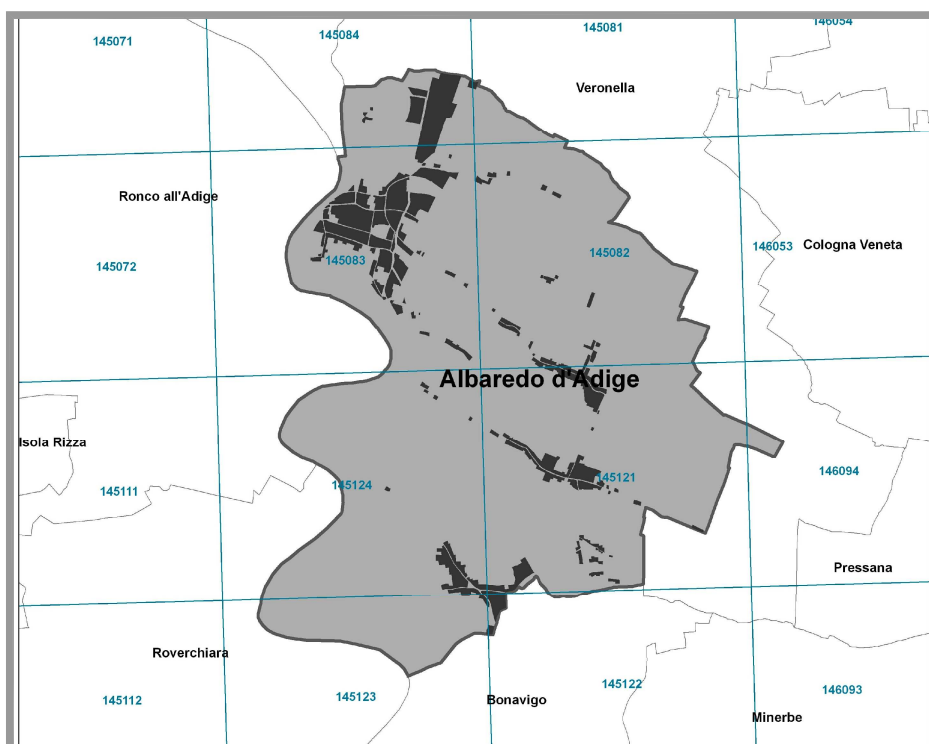 146054
145071
145084
145081
Veronella
Ronco all'Adige
Cologna Veneta
146053
145082
145083
145072
Albaredo d'Adige
Isola Rizza
146094
145121
145124
145111
Pressana
Roverchiara
145122
146093
145123
145112
Bonavigo
Minerbe